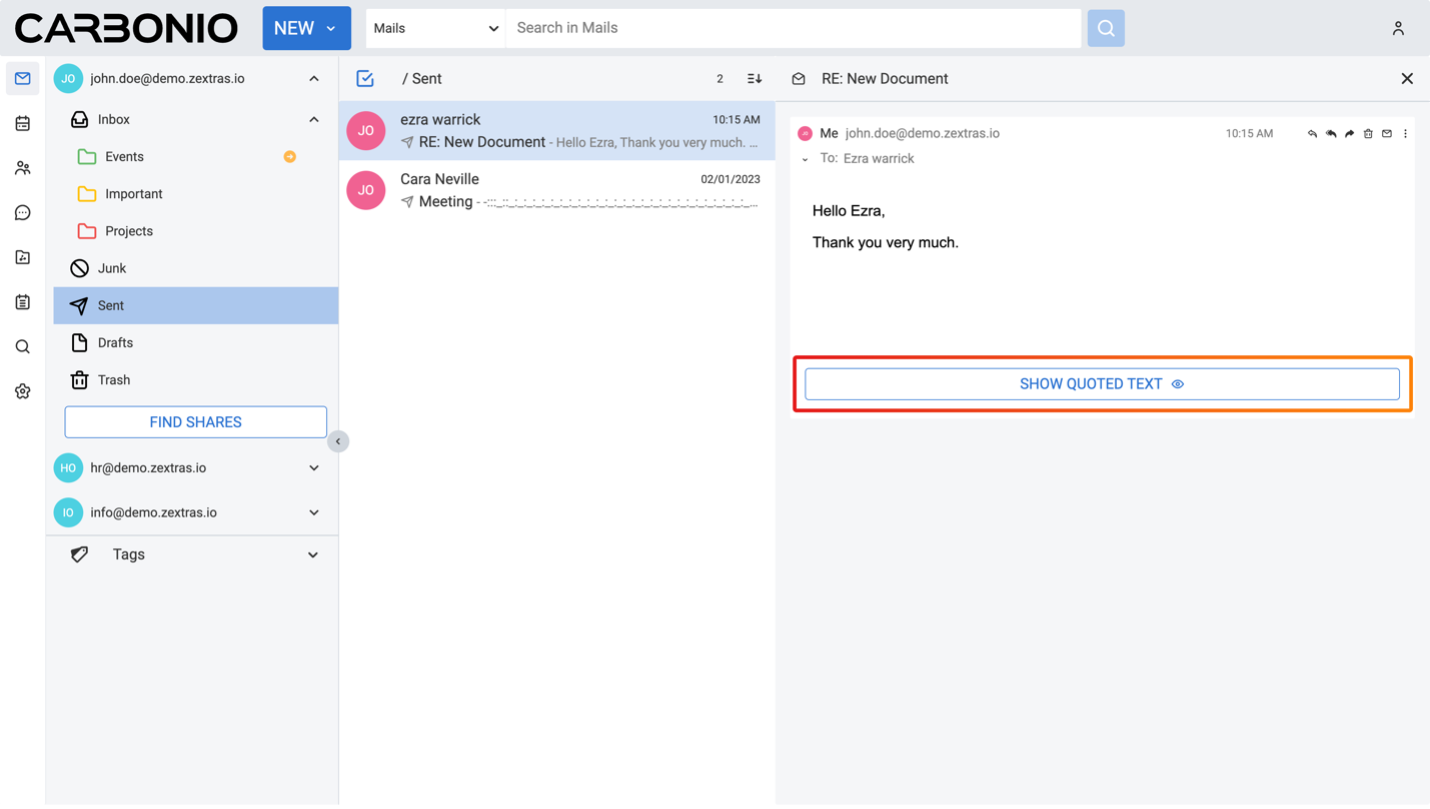 CARBONIO
NEW
Mails
Search in Mails
JO john.doe@demo.zextras.io
Inbox
Events
Important
Projects
Junk
Sent
Drafts
Trash
FIND SHARES
HO hr@demo.zextras.io
IO info@demo.zextras.io
Tags
/ Sent 2
JO ezra warrick 10:15 AM
RE: New Document - Hello Ezra, Thank you very much. ...
JO Cara Neville 02/01/2023
Meeting - -:::_::_:_:_:_:_:_:_:_:_:_:_:_:_:_:_:_:_:_:_:_:_:_:_:_:_...
RE: New Document
Me john.doe@demo.zextras.io 10:15 AM
To: Ezra warrick
Hello Ezra,
Thank you very much.
SHOW QUOTED TEXT